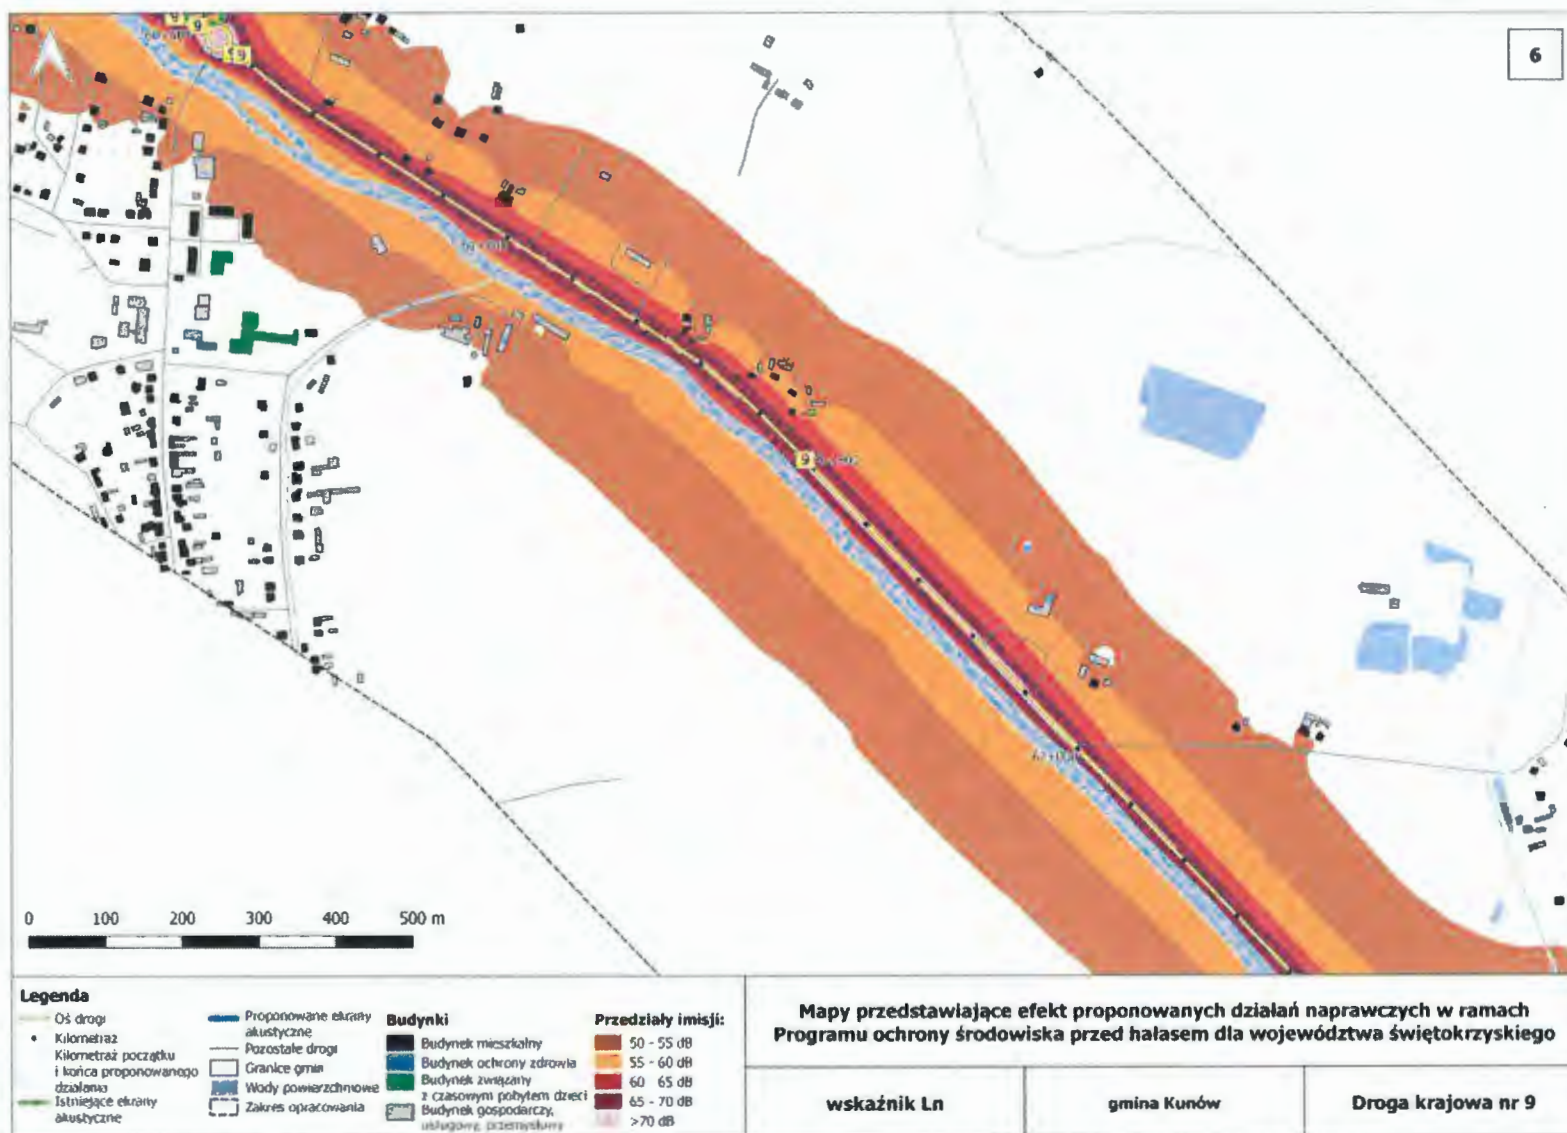 6
9
9
9
0 100 200 300 400 500 m
Legenda
Oś drogi
Kilometraż
Kilometraż początku
i końca proponowanego
działania
Istniejące ekrany
akustyczne
Proponowane ekrany
akustyczne
Pozostałe drogi
Granice gmin
Wody powierzchniowe
Zakres opracowania
Budynki
Budynek mieszkalny
Budynek ochrony zdrowia
Budynek związany
z czasowym pobytem dzieci
Budynek gospodarczy,
usługowy, przemysłowy
Przedziały imisji:
50 - 55 dB
55 - 60 dB
60 65 dB
65 - 70 dB
>70 dB
Mapy przedstawiające efekt proponowanych działań naprawczych w ramach
Programu ochrony środowiska przed hałasem dla województwa świętokrzyskiego
wskaźnik Ln
gmina Kunów
Droga krajowa nr 9